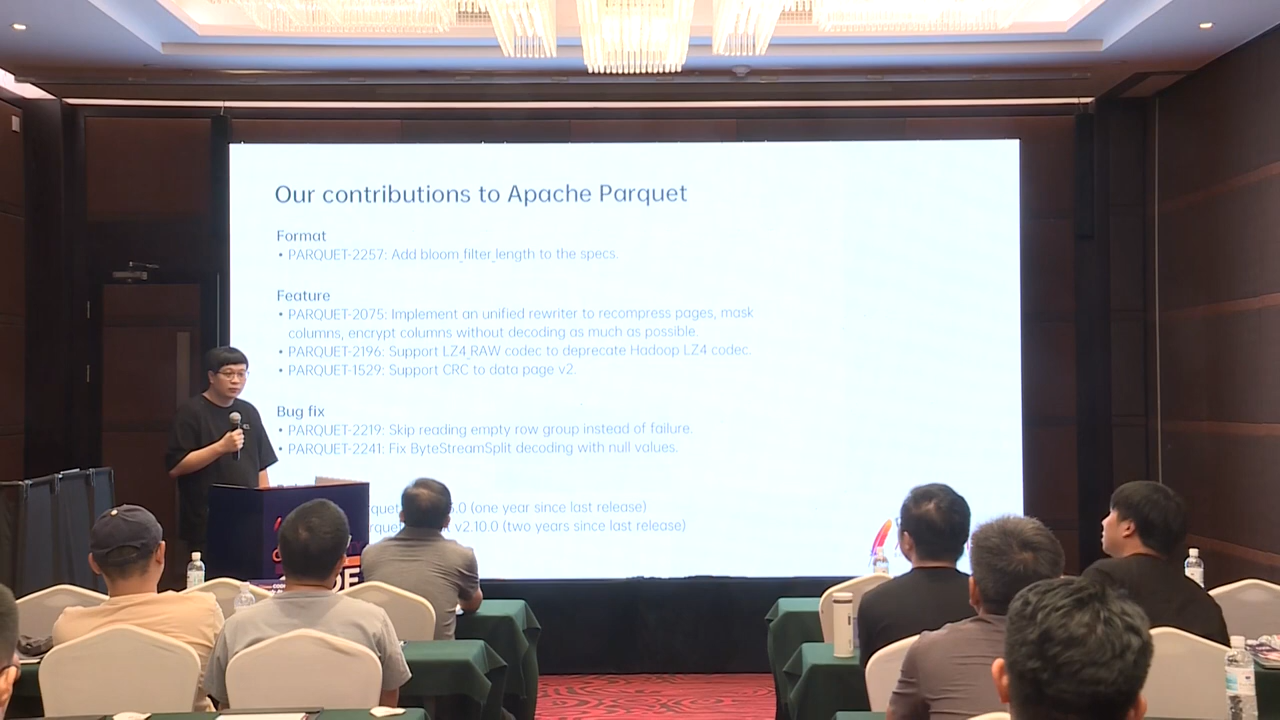 Our contributions to Apache Parquet
Format
• PARQUET-2257: Add bloom_filter_length to the specs.
Feature
• PARQUET-2075: Implement an unified rewriter to recompress pages, mask
columns, encrypt columns without decoding as much as possible.
• PARQUET-2196: Support LZ4_RAW codec to deprecate Hadoop LZ4 codec.
• PARQUET-1529: Support CRC to data page v2.
Bug fix
• PARQUET-2219: Skip reading empty row group instead of failure.
• PARQUET-2241: Fix ByteStreamSplit decoding with null values.
(one year since last release)
v2.10.0 (two years since last release)